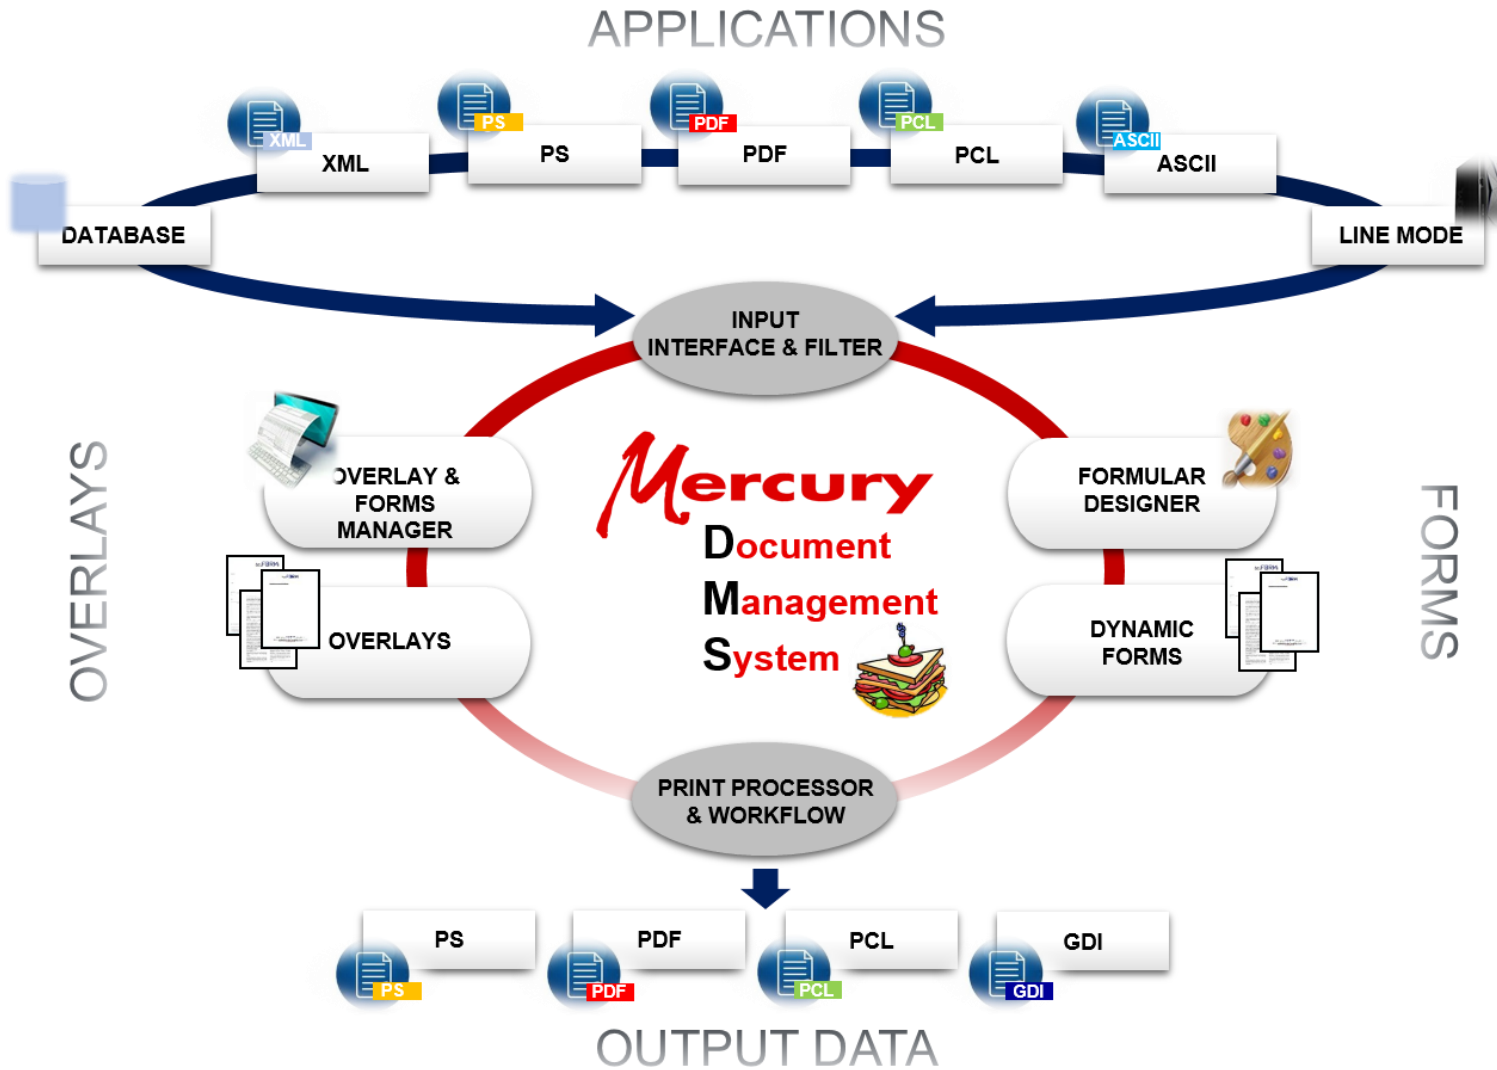 APPLICATIONS
XML
PS
PDF
PCL
ASCII
XML
PS
PDF
PCL
ASCII
DATABASE
LINE MODE
INPUT
INTERFACE & FILTER
OVERLAYS
OVERLAY &
FORMS
MANAGER
Mercury
Document
Management
System
FORMULAR
DESIGNER
FORMS
OVERLAYS
DYNAMIC
FORMS
PRINT PROCESSOR
& WORKFLOW
PS
PDF
PCL
GDI
PS
PDF
PCL
GDI
OUTPUT DATA